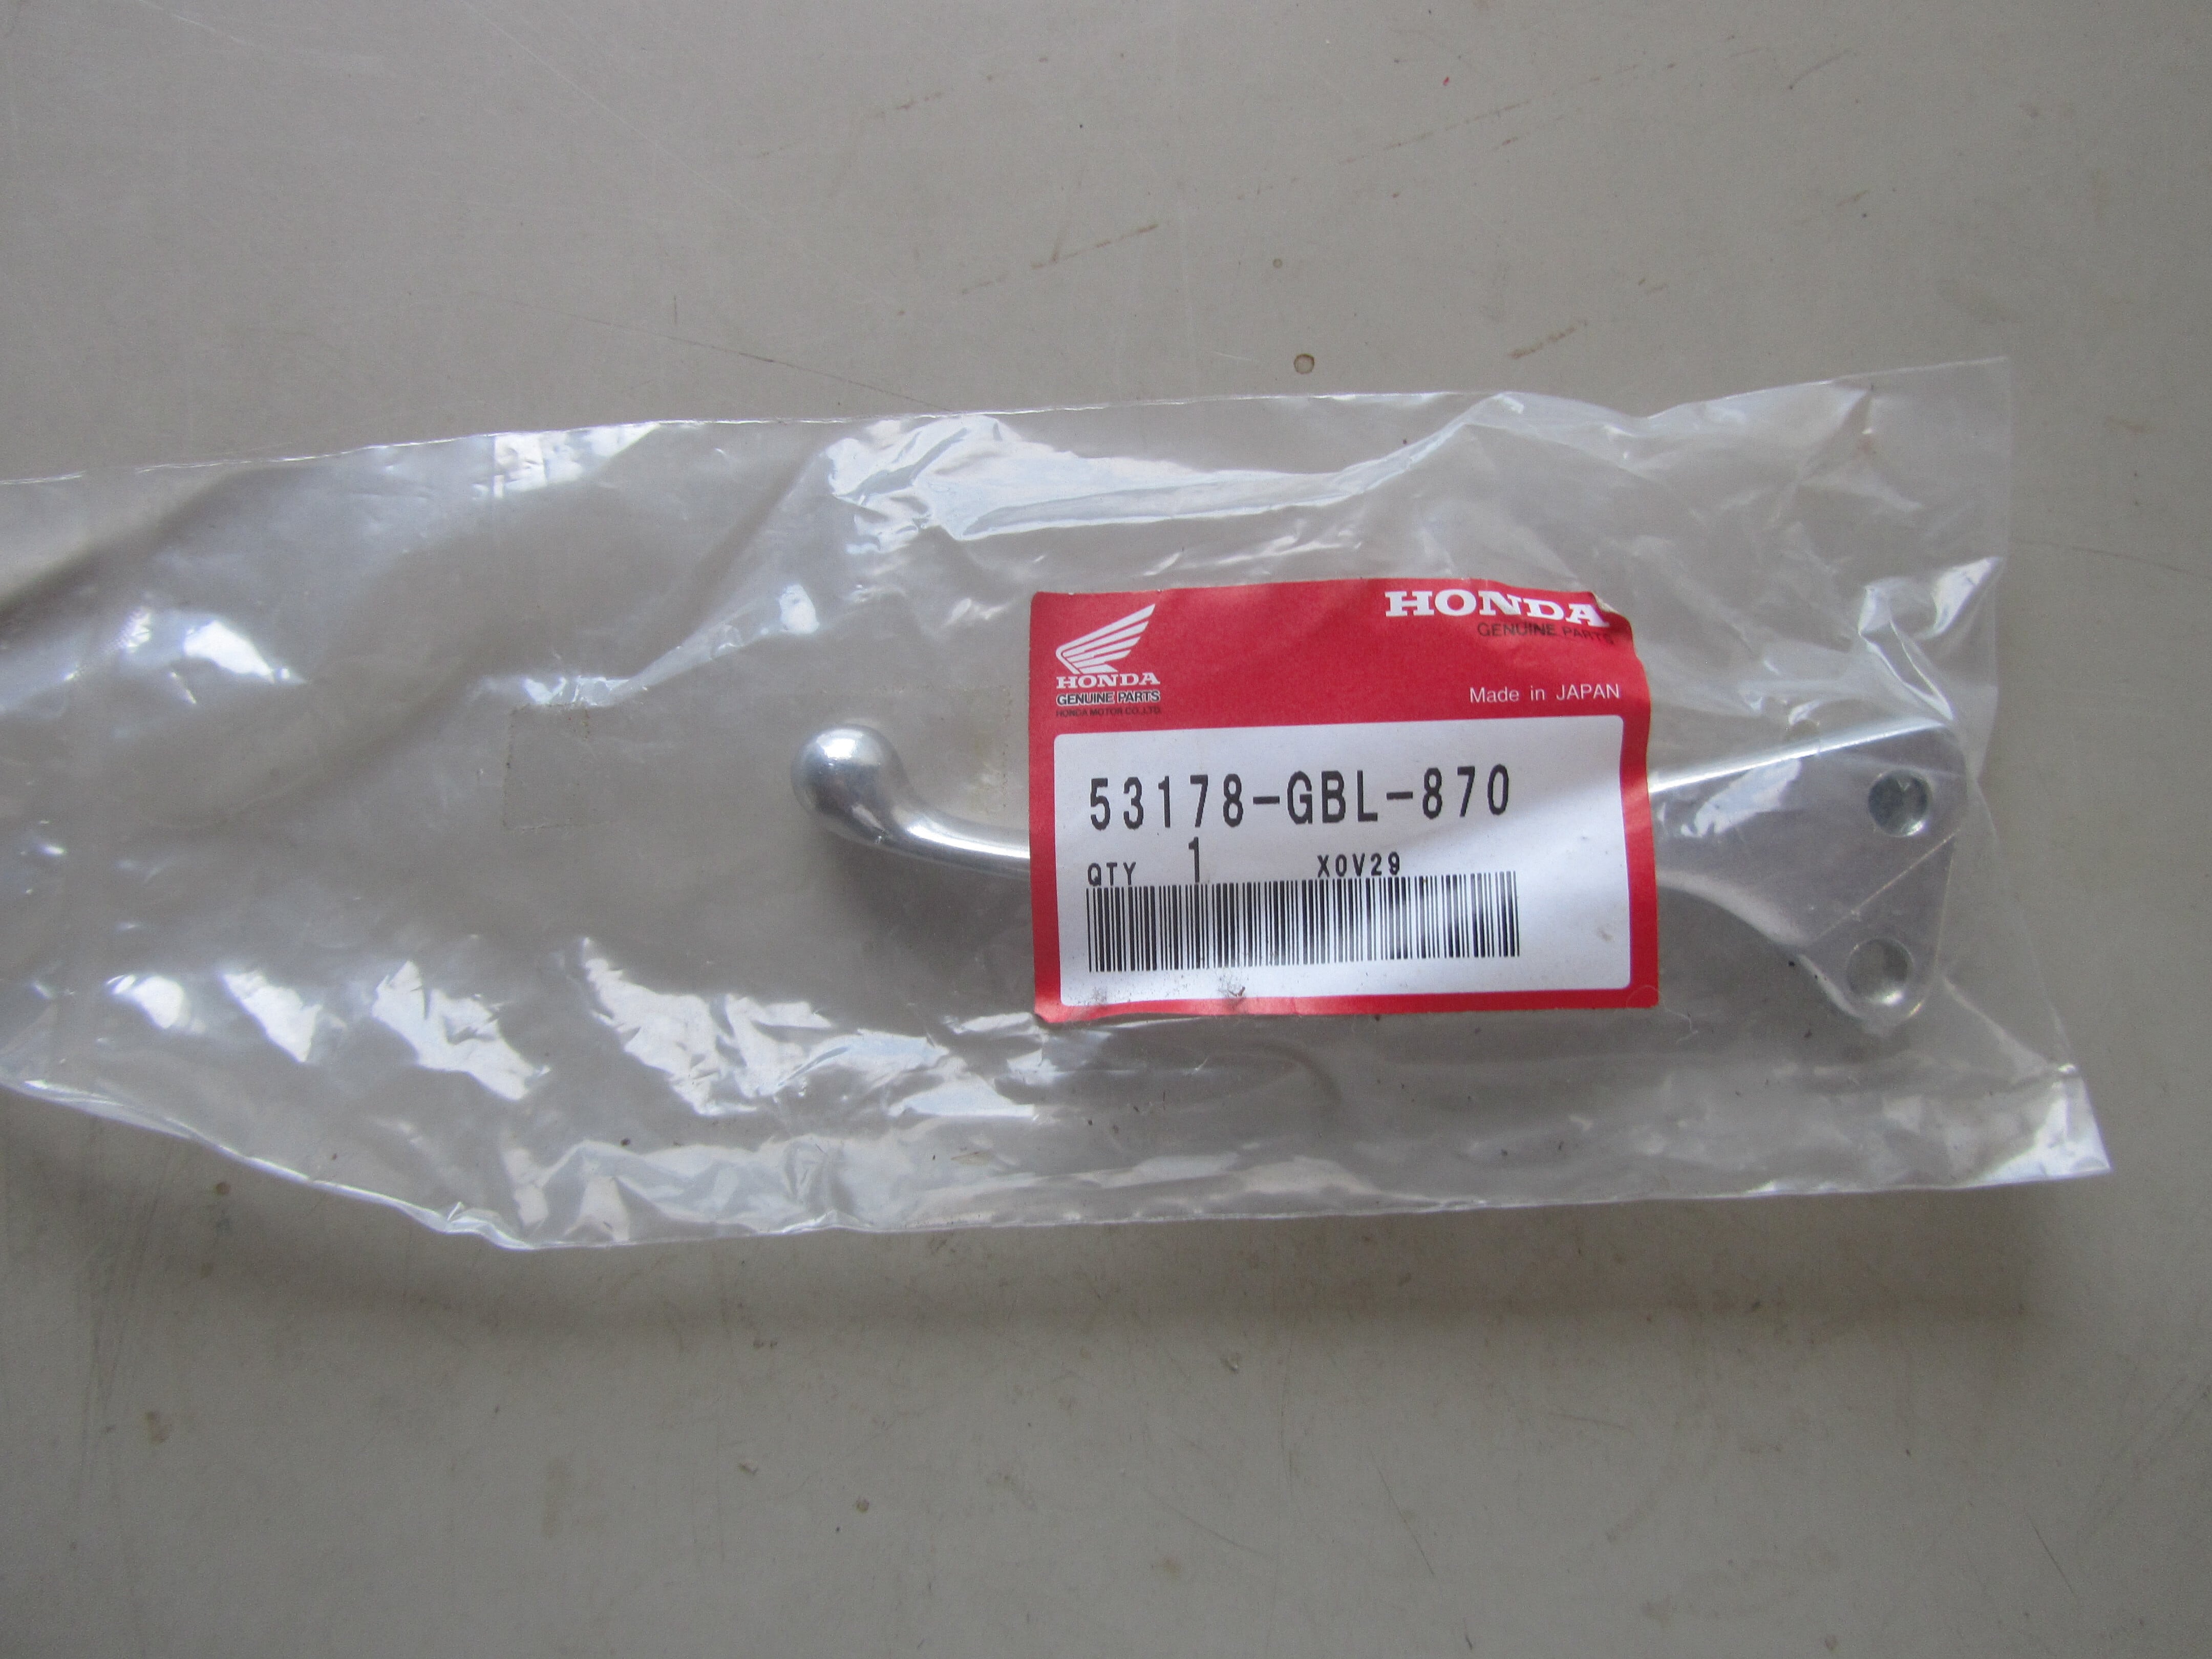 HONDA
GENUINE PARTS
HONDA MOTOR CO.,LTD.
HONDA
GENUINE PARTS
Made in JAPAN
53178-GBL-870
QTY 1 X0V29